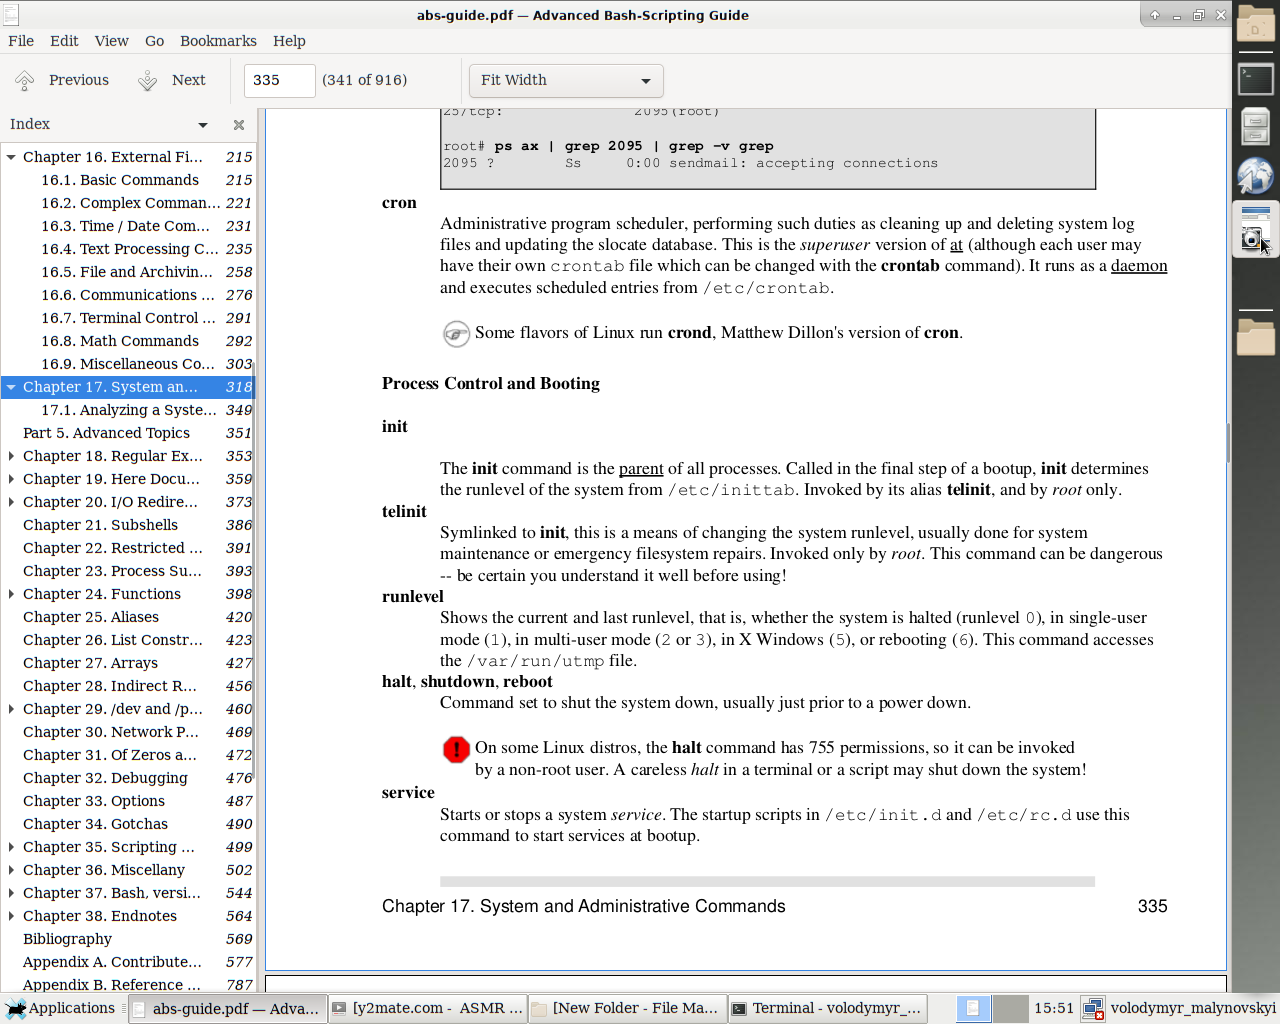 abs-guide.pdf — Advanced Bash-Scripting Guide
File Edit View Go Bookmarks Help
Previous Next 335 (341 of 916) Fit Width
Index
Chapter 16. External Fi... 215
16.1. Basic Commands 215
16.2. Complex Comman... 221
16.3. Time / Date Com... 231
16.4. Text Processing C... 235
16.5. File and Archivin... 258
16.6. Communications ... 276
16.7. Terminal Control ... 291
16.8. Math Commands 292
16.9. Miscellaneous Co... 303
Chapter 17. System an... 318
17.1. Analyzing a Syste... 349
Part 5. Advanced Topics 351
Chapter 18. Regular Ex... 353
Chapter 19. Here Docu... 359
Chapter 20. I/O Redire... 373
Chapter 21. Subshells 386
Chapter 22. Restricted ... 391
Chapter 23. Process Su... 393
Chapter 24. Functions 398
Chapter 25. Aliases 420
Chapter 26. List Constr... 423
Chapter 27. Arrays 427
Chapter 28. Indirect R... 456
Chapter 29. /dev and /p... 460
Chapter 30. Network P... 469
Chapter 31. Of Zeros a... 472
Chapter 32. Debugging 476
Chapter 33. Options 487
Chapter 34. Gotchas 490
Chapter 35. Scripting ... 499
Chapter 36. Miscellany 502
Chapter 37. Bash, versi... 544
Chapter 38. Endnotes 564
Bibliography 569
Appendix A. Contribute... 577
Appendix B. Reference ... 787
25/tcp: 2095(root)
root# ps ax | grep 2095 | grep -v grep
2095 ? Ss 0:00 sendmail: accepting connections
cron
Administrative program scheduler, performing such duties as cleaning up and deleting system log
files and updating the slocate database. This is the superuser version of at (although each user may
have their own crontab file which can be changed with the crontab command). It runs as a daemon
and executes scheduled entries from /etc/crontab.
Some flavors of Linux run crond, Matthew Dillon's version of cron.
Process Control and Booting
init
The init command is the parent of all processes. Called in the final step of a bootup, init determines
the runlevel of the system from /etc/inittab. Invoked by its alias telinit, and by root only.
telinit
Symlinked to init, this is a means of changing the system runlevel, usually done for system
maintenance or emergency filesystem repairs. Invoked only by root. This command can be dangerous
-- be certain you understand it well before using!
runlevel
Shows the current and last runlevel, that is, whether the system is halted (runlevel 0), in single-user
mode (1), in multi-user mode (2 or 3), in X Windows (5), or rebooting (6). This command accesses
the /var/run/utmp file.
halt, shutdown, reboot
Command set to shut the system down, usually just prior to a power down.
On some Linux distros, the halt command has 755 permissions, so it can be invoked
by a non-root user. A careless halt in a terminal or a script may shut down the system!
service
Starts or stops a system service. The startup scripts in /etc/init.d and /etc/rc.d use this
command to start services at bootup.
Chapter 17. System and Administrative Commands 335
Applications abs-guide.pdf — Adva... [y2mate.com - ASMR ... [New Folder - File Ma... Terminal - volodymyr_... 15:51 volodymyr_malynovskyi